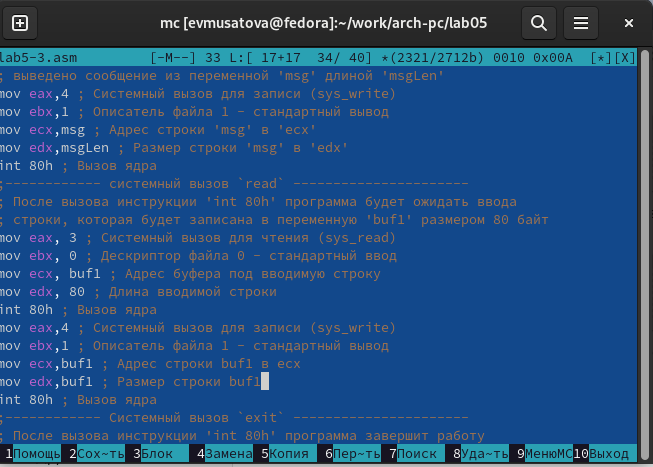 mc [evmusatova@fedora]:~/work/arch-pc/lab05
lab5-3.asm [-M--] 33 L:[ 17+17 34/ 40] *(2321/2712b) 0010 0x00A [*][X]
; выведено сообщение из переменной 'msg' длиной 'msgLen'
mov eax,4 ; Системный вызов для записи (sys_write)
mov ebx,1 ; Описатель файла 1 - стандартный вывод
mov ecx,msg ; Адрес строки 'msg' в 'ecx'
mov edx,msgLen ; Размер строки 'msg' в 'edx'
int 80h ; Вызов ядра
;------------ системный вызов `read` ----------------------
; После вызова инструкции 'int 80h' программа будет ожидать ввода
; строки, которая будет записана в переменную 'buf1' размером 80 байт
mov eax, 3 ; Системный вызов для чтения (sys_read)
mov ebx, 0 ; Дескриптор файла 0 - стандартный ввод
mov ecx, buf1 ; Адрес буфера под вводимую строку
mov edx, 80 ; Длина вводимой строки
int 80h ; Вызов ядра
mov eax,4 ; Системный вызов для записи (sys_write)
mov ebx,1 ; Описатель файла 1 - стандартный вывод
mov ecx,buf1 ; Адрес строки buf1 в ecx
mov edx,buf1 ; Размер строки buf1
int 80h ; Вызов ядра
;------------ Системный вызов `exit` ----------------------
; После вызова инструкции 'int 80h' программа завершит работу
1Помощь 2Сох~ть 3Блок 4Замена 5Копия 6Пер~ть 7Поиск 8Уда~ть 9МенюMC 10Выход